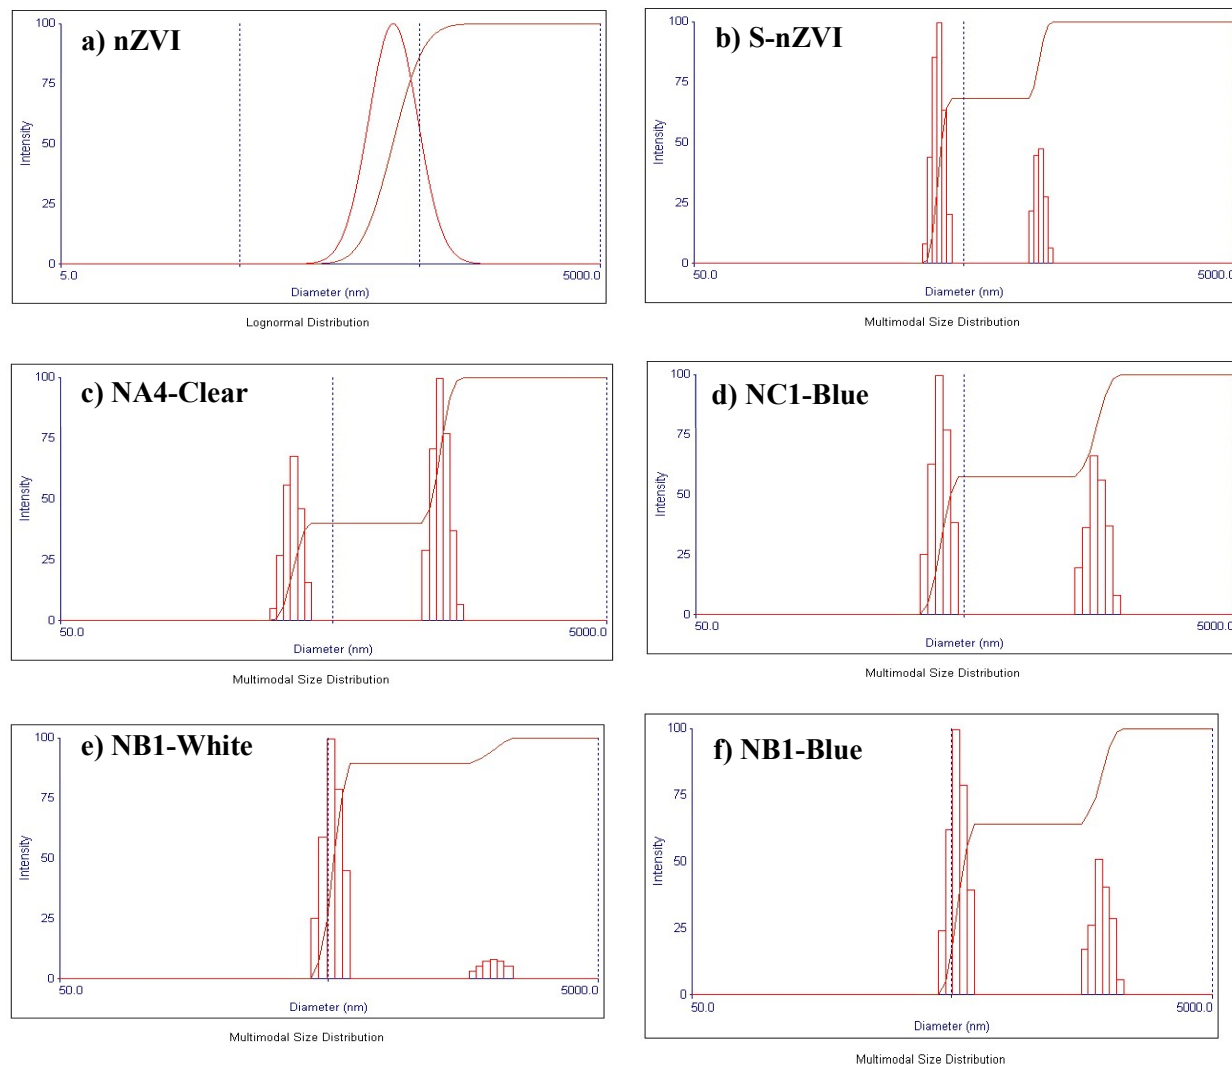 a) nZVI
100
75
50
25
0
Intensity
5.0
5000.0
Diameter (nm)
Lognormal Distribution
b) S-nZVI
100
75
50
25
0
Intensity
50.0
5000.0
Diameter (nm)
Multimodal Size Distribution
c) NA4-Clear
100
75
50
25
0
Intensity
50.0
5000.0
Diameter (nm)
Multimodal Size Distribution
d) NC1-Blue
100
75
50
25
0
Intensity
50.0
5000.0
Diameter (nm)
Multimodal Size Distribution
e) NB1-White
100
75
50
25
0
Intensity
50.0
5000.0
Diameter (nm)
Multimodal Size Distribution
f) NB1-Blue
100
75
50
25
0
Intensity
50.0
5000.0
Diameter (nm)
Multimodal Size Distribution